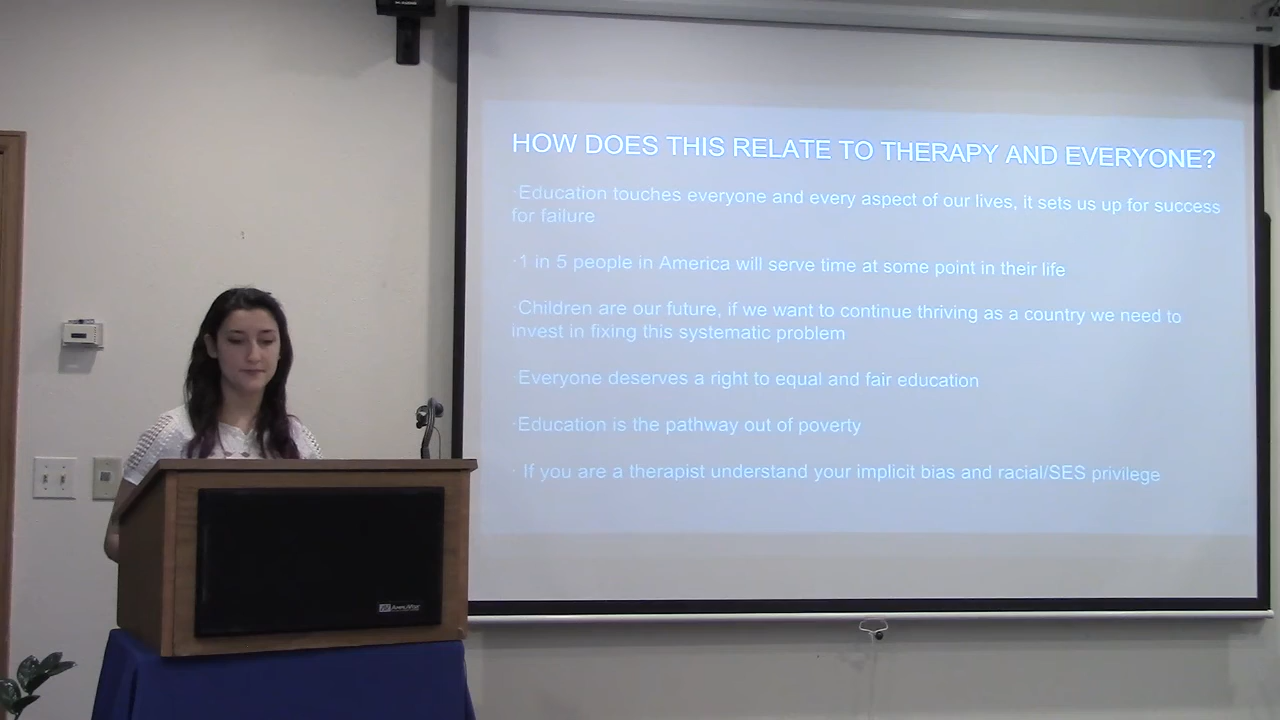 HOW DOES THIS RELATE TO THERAPY AND EVERYONE?
·Education touches everyone and every aspect of our lives, it sets us up for success
for failure
·1 in 5 people in America will serve time at some point in their life
·Children are our future, if we want to continue thriving as a country we need to
invest in fixing this systematic problem
·Everyone deserves a right to equal and fair education
·Education is the pathway out of poverty
· If you are a therapist understand your implicit bias and racial/SES privilege